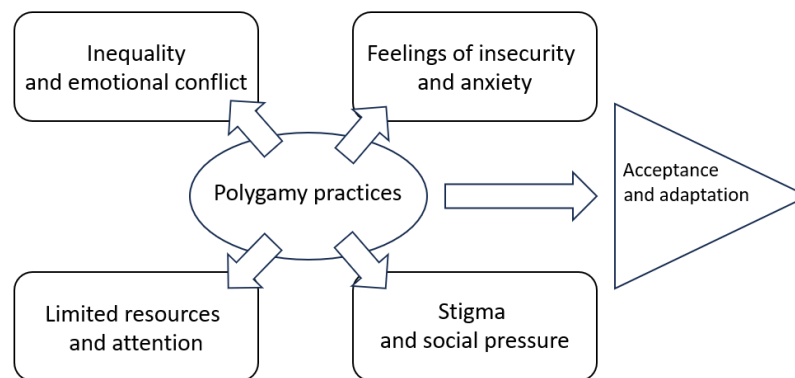 Inequality
and emotional conflict
Feelings of insecurity
and anxiety
Polygamy practices
Acceptance
and adaptation
Limited resources
and attention
Stigma
and social pressure